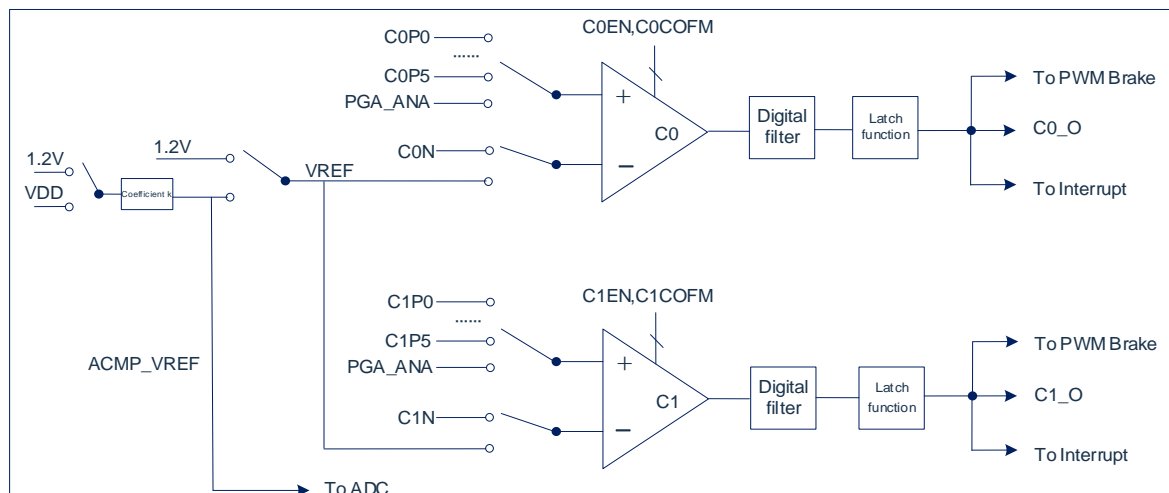 C0P0
......
C0P5
PGA_ANA
C0N
C0EN,C0COFM
+
C0
−
Digital
filter
Latch
function
To PWM Brake
C0_O
To Interrupt
1.2V
VDD
Coefficient k
1.2V
VREF
ACMP_VREF
To ADC
C1P0
......
C1P5
PGA_ANA
C1N
C1EN,C1COFM
+
C1
−
Digital
filter
Latch
function
To PWM Brake
C1_O
To Interrupt